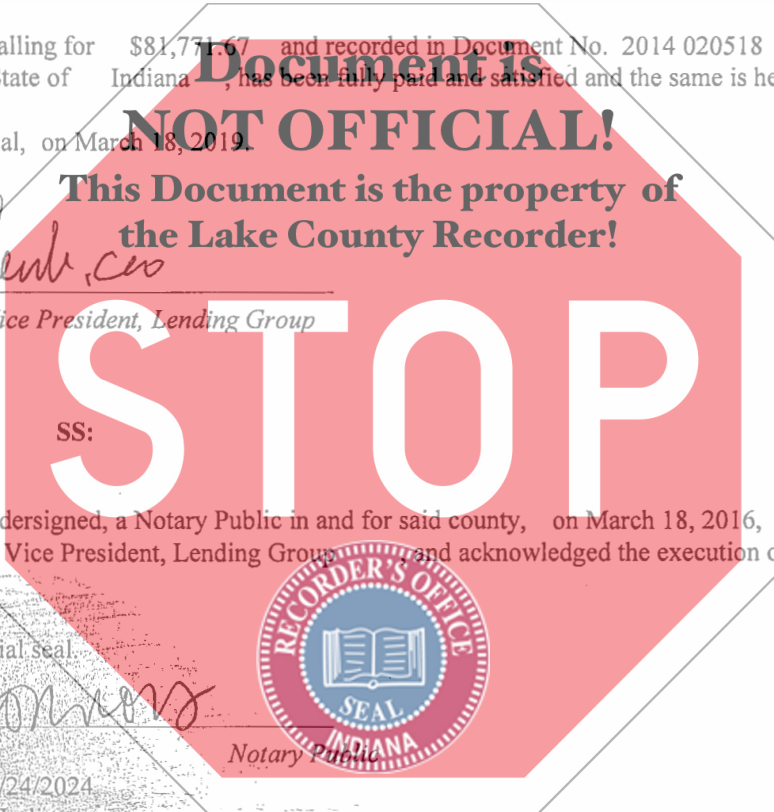 alling for $81,771.67 and recorded in Document No. 2014 020518
State of Indiana , has been fully paid and satisfied and the same is he
Document is
NOT OFFICIAL!
al, on March 18, 2019.
This Document is the property of
the Lake County Recorder!
, CEO
ice President, Lending Group
STOP
SS:
dersigned, a Notary Public in and for said county, on March 18, 2016,
Vice President, Lending Group , and acknowledged the execution o
RECORDER'S OFFICE
SEAL
INDIANA
ial seal.
Notary Public
/24/2024